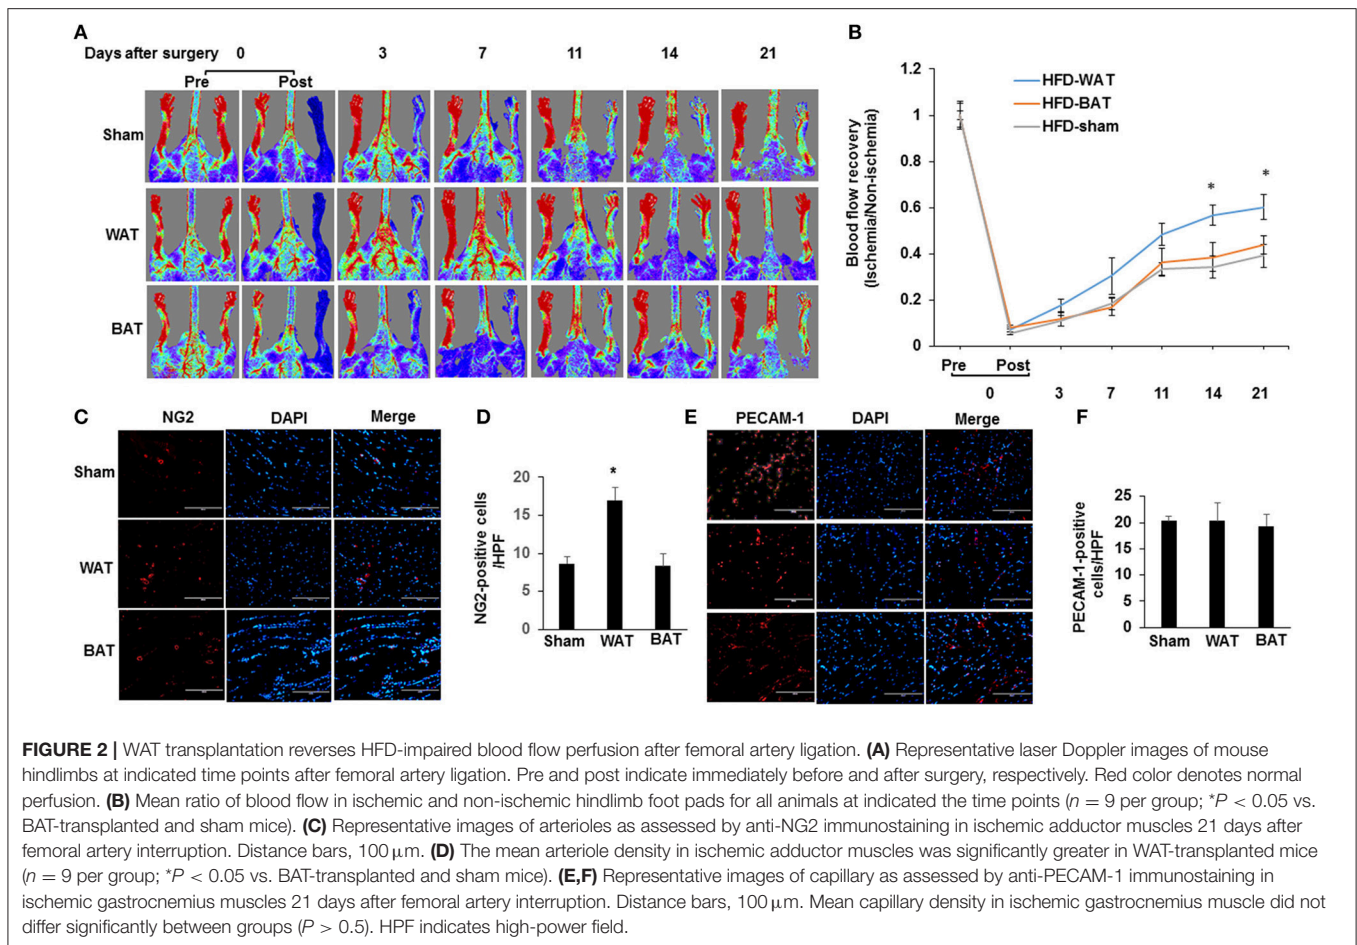 A
Days after surgery 0 3 7 11 14 21
Pre Post
Sham
WAT
BAT
B
Blood flow recovery
(Ischemia/Non-ischemia)
1.2
1
0.8
0.6
0.4
0.2
0
HFD-WAT
HFD-BAT
HFD-sham
* *
Pre Post
0 3 7 11 14 21
C
NG2 DAPI Merge
Sham
WAT
BAT
D
NG2-positive cells
/HPF
20
15
10
5
0
*
Sham WAT BAT
E
PECAM-1 DAPI Merge
F
PECAM-1-positive
cells/HPF
25
20
15
10
5
0
Sham WAT BAT
FIGURE 2 | WAT transplantation reverses HFD-impaired blood flow perfusion after femoral artery ligation. (A) Representative laser Doppler images of mouse
hindlimbs at indicated time points after femoral artery ligation. Pre and post indicate immediately before and after surgery, respectively. Red color denotes normal
perfusion. (B) Mean ratio of blood flow in ischemic and non-ischemic hindlimb foot pads for all animals at indicated the time points (n = 9 per group; *P < 0.05 vs.
BAT-transplanted and sham mice). (C) Representative images of arterioles as assessed by anti-NG2 immunostaining in ischemic adductor muscles 21 days after
femoral artery interruption. Distance bars, 100 μm. (D) The mean arteriole density in ischemic adductor muscles was significantly greater in WAT-transplanted mice
(n = 9 per group; *P < 0.05 vs. BAT-transplanted and sham mice). (E,F) Representative images of capillary as assessed by anti-PECAM-1 immunostaining in
ischemic gastrocnemius muscles 21 days after femoral artery interruption. Distance bars, 100 μm. Mean capillary density in ischemic gastrocnemius muscle did not
differ significantly between groups (P > 0.5). HPF indicates high-power field.